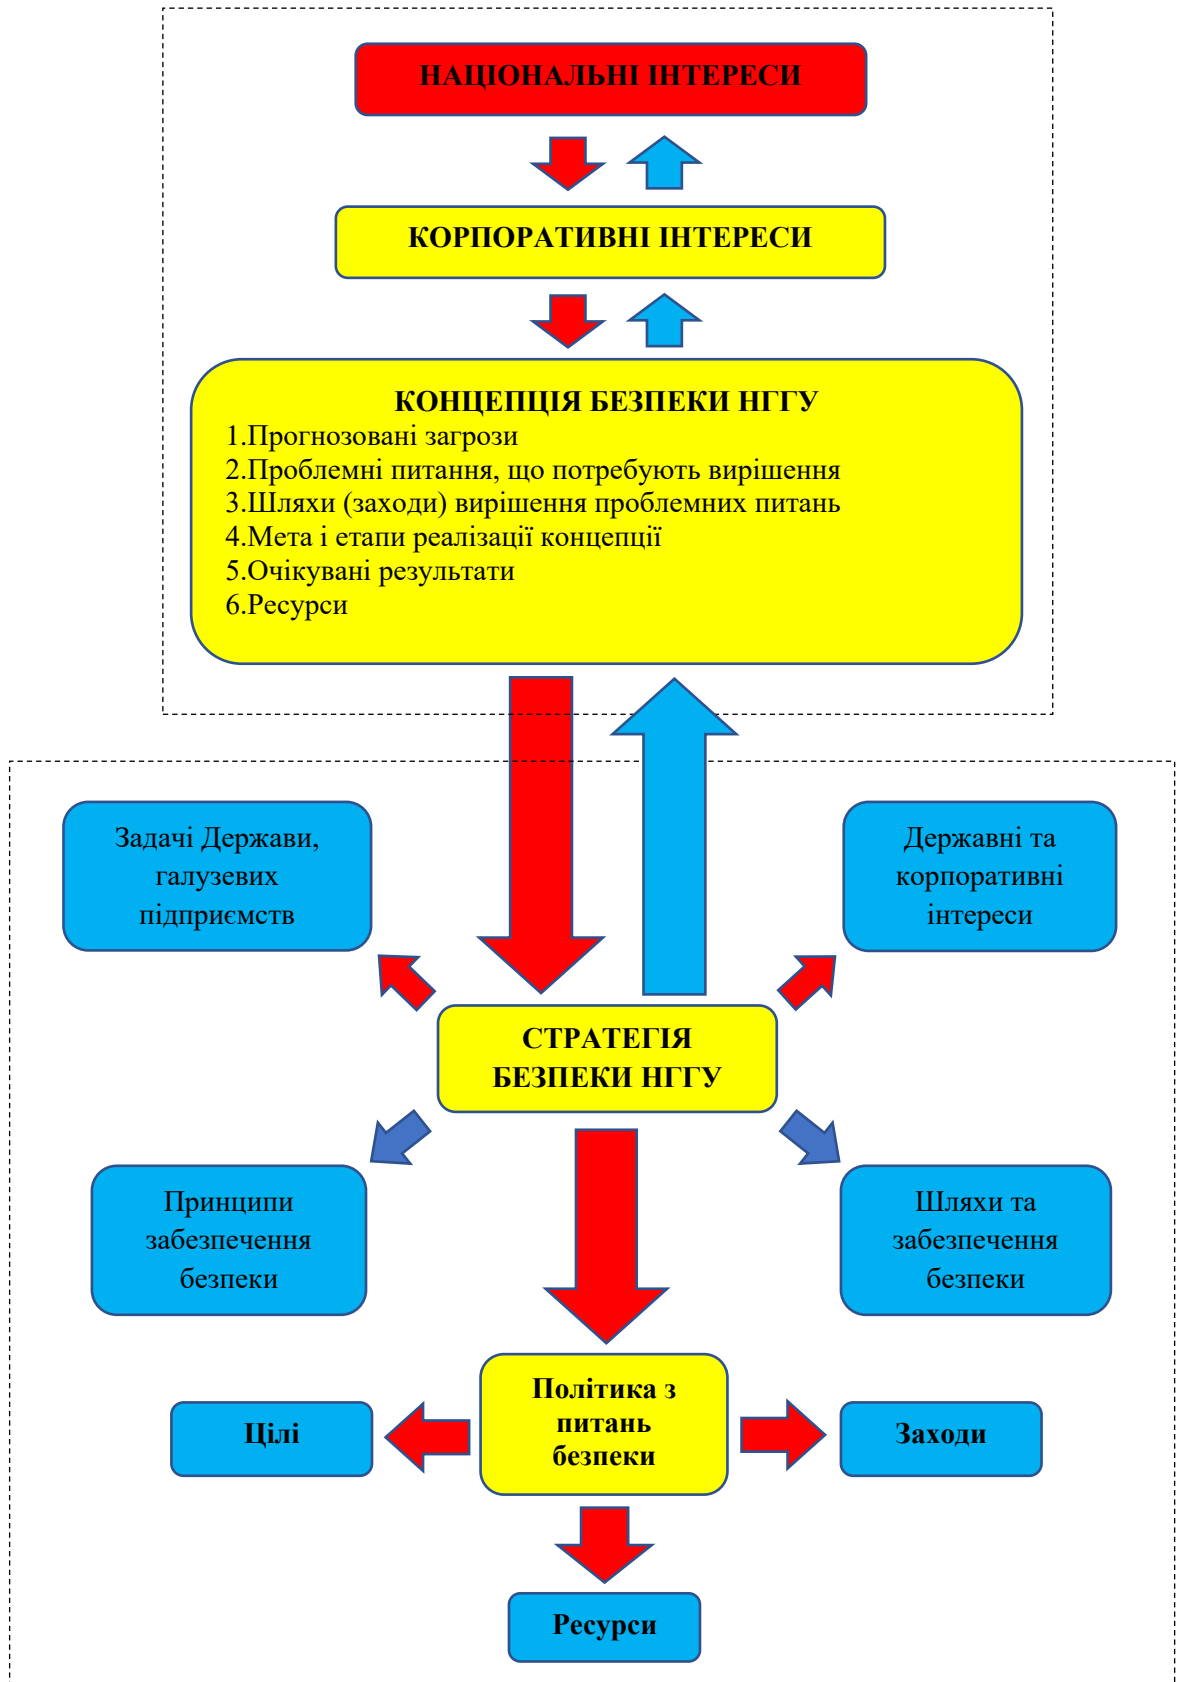 НАЦІОНАЛЬНІ ІНТЕРЕСИ
КОРПОРАТИВНІ ІНТЕРЕСИ
КОНЦЕПЦІЯ БЕЗПЕКИ НГГУ
1.Прогнозовані загрози
2.Проблемні питання, що потребують вирішення
3.Шляхи (заходи) вирішення проблемних питань
4.Мета і етапи реалізації концепції
5.Очікувані результати
6.Ресурси
Задачі Держави,
галузевих
підприємств
Державні та
корпоративні
інтереси
СТРАТЕГІЯ
БЕЗПЕКИ НГГУ
Принципи
забезпечення
безпеки
Шляхи та
забезпечення
безпеки
Політика з
питань
безпеки
Цілі
Заходи
Ресурси